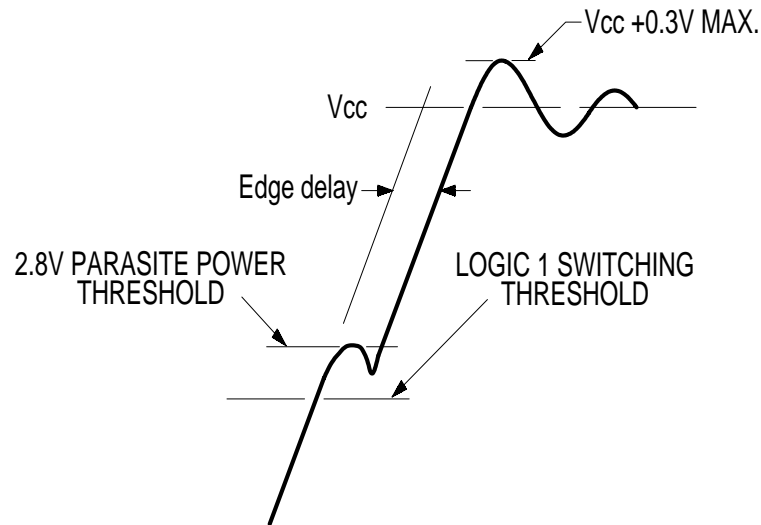 Vcc +0.3V MAX.
Vcc
Edge delay
2.8V PARASITE POWER
THRESHOLD
LOGIC 1 SWITCHING
THRESHOLD